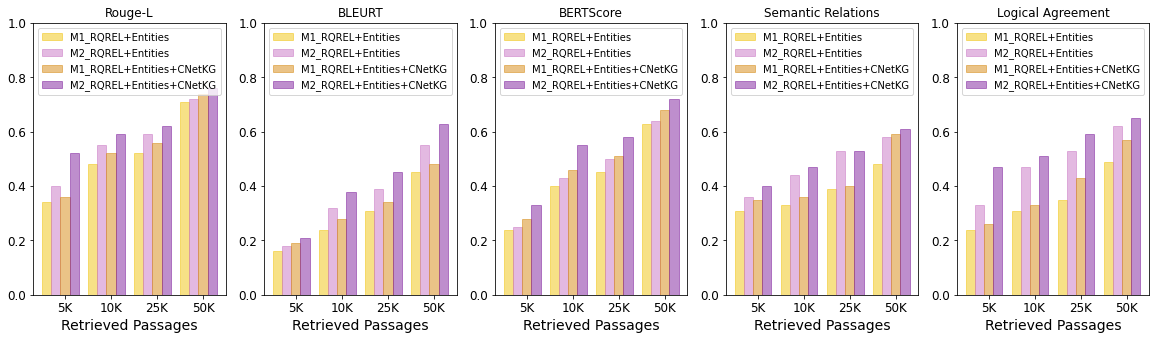 Rouge-L
1.0
0.8
0.6
0.4
0.2
0.0
M1_RQREL+Entities
M2_RQREL+Entities
M1_RQREL+Entities+CNetKG
M2_RQREL+Entities+CNetKG
5K 10K 25K 50K
Retrieved Passages
BLEURT
1.0
0.8
0.6
0.4
0.2
0.0
M1_RQREL+Entities
M2_RQREL+Entities
M1_RQREL+Entities+CNetKG
M2_RQREL+Entities+CNetKG
5K 10K 25K 50K
Retrieved Passages
BERTScore
1.0
0.8
0.6
0.4
0.2
0.0
M1_RQREL+Entities
M2_RQREL+Entities
M1_RQREL+Entities+CNetKG
M2_RQREL+Entities+CNetKG
5K 10K 25K 50K
Retrieved Passages
Semantic Relations
1.0
0.8
0.6
0.4
0.2
0.0
M1_RQREL+Entities
M2_RQREL+Entities
M1_RQREL+Entities+CNetKG
M2_RQREL+Entities+CNetKG
5K 10K 25K 50K
Retrieved Passages
Logical Agreement
1.0
0.8
0.6
0.4
0.2
0.0
M1_RQREL+Entities
M2_RQREL+Entities
M1_RQREL+Entities+CNetKG
M2_RQREL+Entities+CNetKG
5K 10K 25K 50K
Retrieved Passages